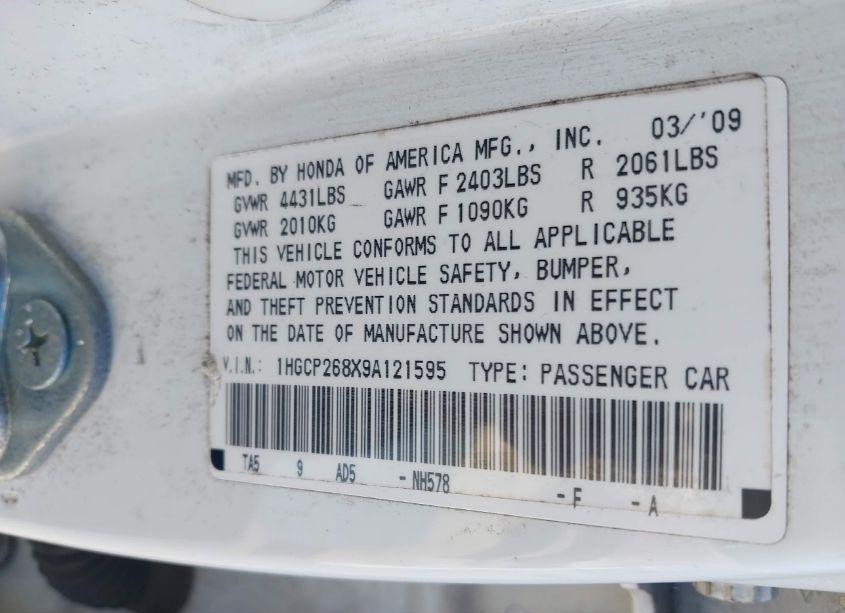 MFD. BY HONDA OF AMERICA MFG., INC. 03/'09
GVWR 4431LBS GAWR F 2403LBS R 2061LBS
GVWR 2010KG GAWR F 1090KG R 935KG
THIS VEHICLE CONFORMS TO ALL APPLICABLE
FEDERAL MOTOR VEHICLE SAFETY, BUMPER,
AND THEFT PREVENTION STANDARDS IN EFFECT
ON THE DATE OF MANUFACTURE SHOWN ABOVE.
V.I.N.: 1HGCP268X9A121595 TYPE: PASSENGER CAR
TA5 9 AD5 - NH578 - F - A